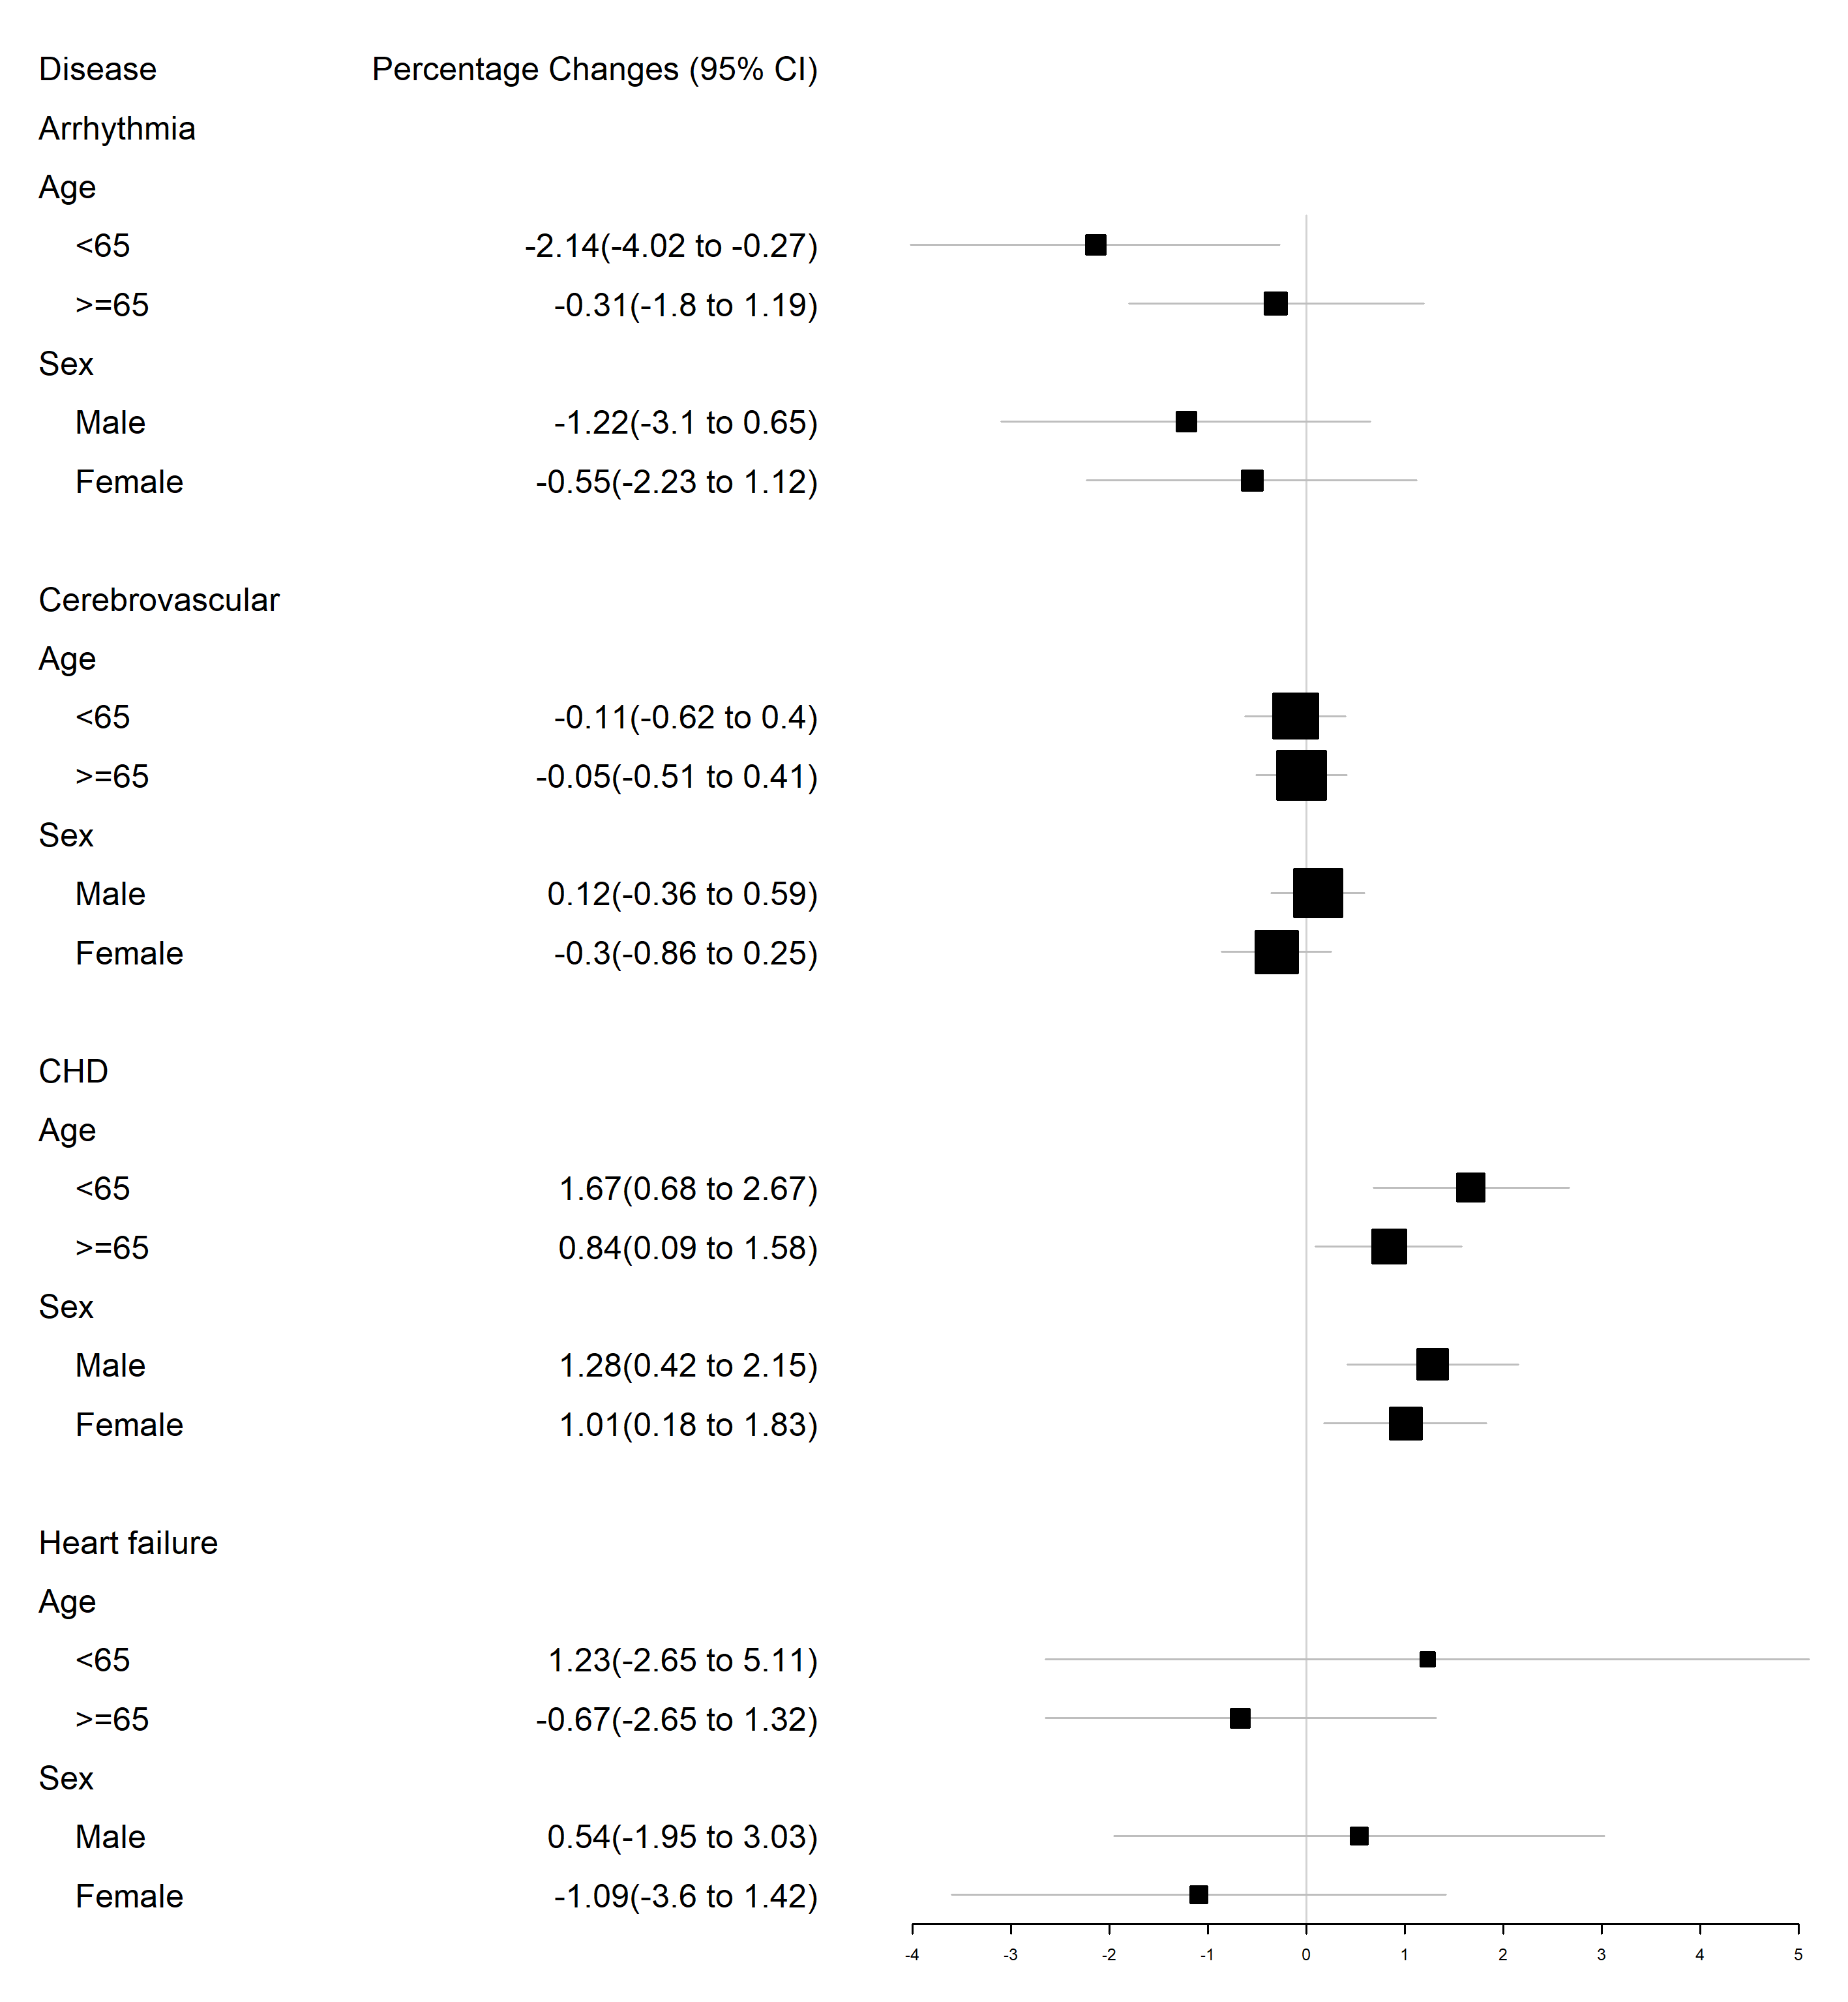 Disease Percentage Changes (95% CI)
Arrhythmia
Age
<65 -2.14(-4.02 to -0.27)
>=65 -0.31(-1.8 to 1.19)
Sex
Male -1.22(-3.1 to 0.65)
Female -0.55(-2.23 to 1.12)
Cerebrovascular
Age
<65 -0.11(-0.62 to 0.4)
>=65 -0.05(-0.51 to 0.41)
Sex
Male 0.12(-0.36 to 0.59)
Female -0.3(-0.86 to 0.25)
CHD
Age
<65 1.67(0.68 to 2.67)
>=65 0.84(0.09 to 1.58)
Sex
Male 1.28(0.42 to 2.15)
Female 1.01(0.18 to 1.83)
Heart failure
Age
<65 1.23(-2.65 to 5.11)
>=65 -0.67(-2.65 to 1.32)
Sex
Male 0.54(-1.95 to 3.03)
Female -1.09(-3.6 to 1.42)
-4 -3 -2 -1 0 1 2 3 4 5